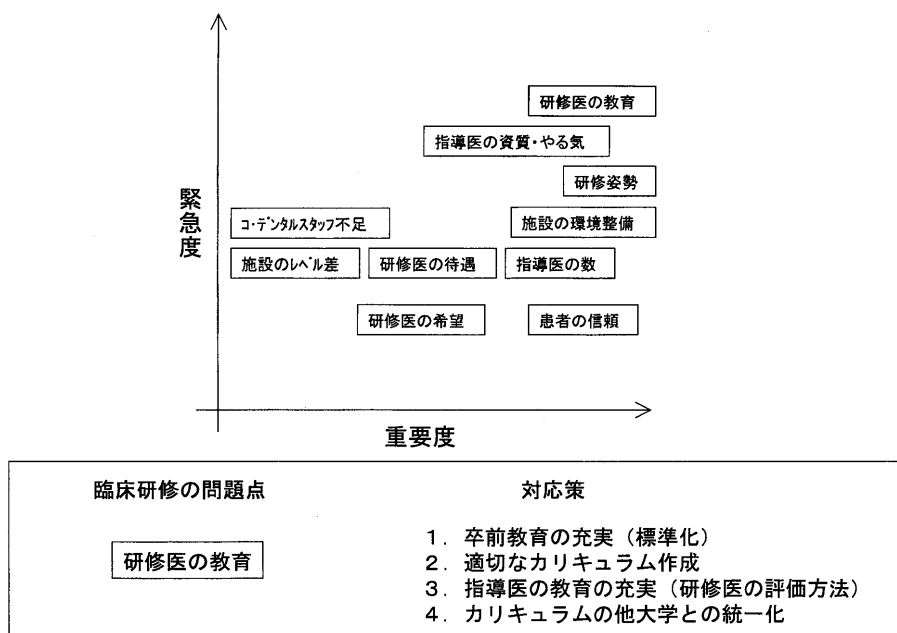 研修医の教育
指導医の資質・やる気
研修姿勢
コ・デンタルスタッフ不足
施設の環境整備
施設のレベル差
研修医の待遇
指導医の数
研修医の希望
患者の信頼
緊急度
重要度
臨床研修の問題点
対応策
研修医の教育
1．卒前教育の充実（標準化）
2．適切なカリキュラム作成
3．指導医の教育の充実（研修医の評価方法）
4．カリキュラムの他大学との統一化